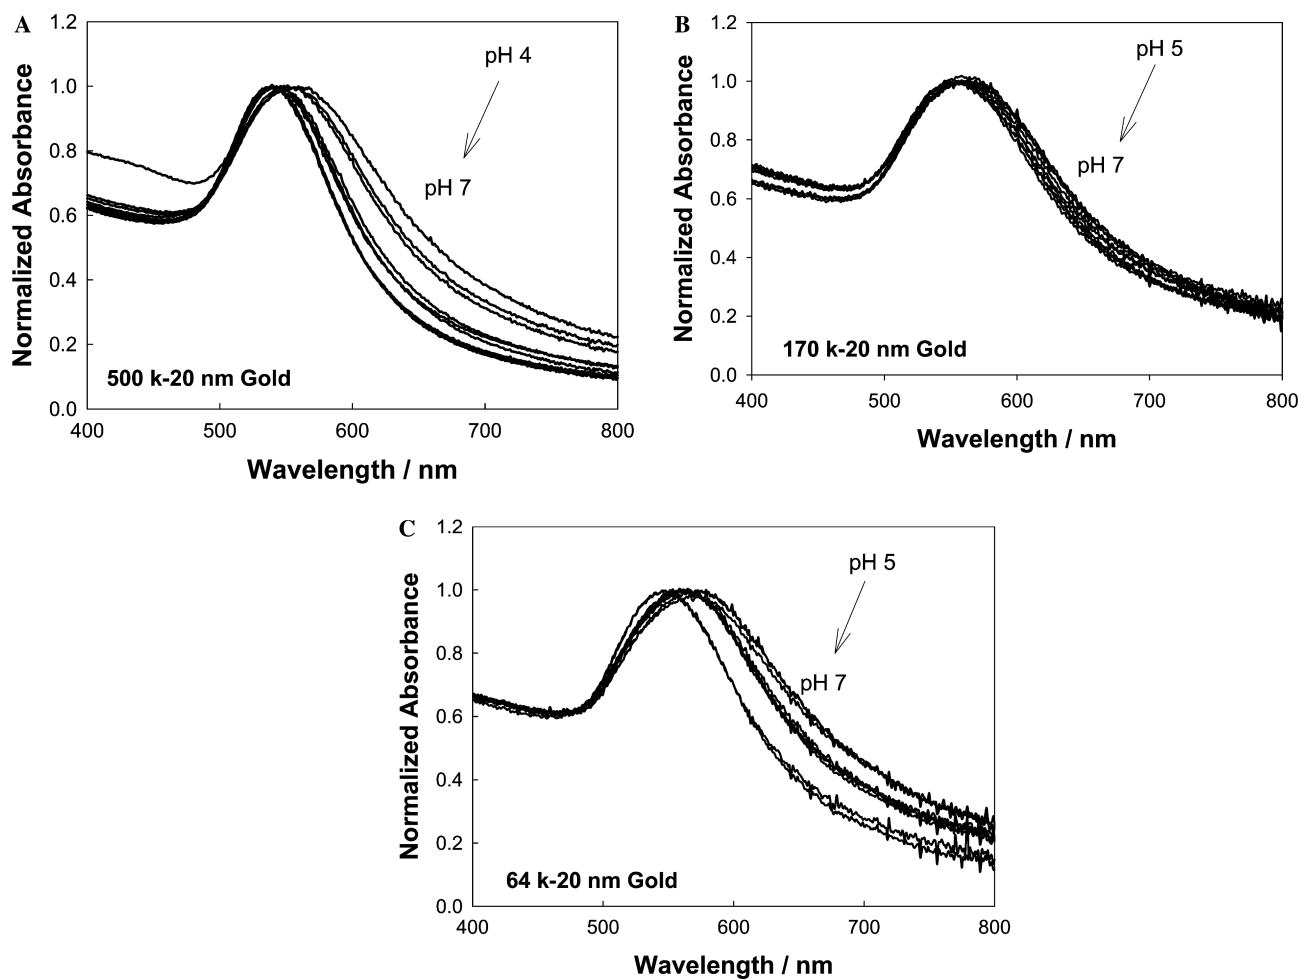 A
1.2
1.0
0.8
0.6
0.4
0.2
0.0
Normalized Absorbance
pH 4
pH 7
500 k-20 nm Gold
400 500 600 700 800
Wavelength / nm
B
1.2
1.0
0.8
0.6
0.4
0.2
0.0
Normalized Absorbance
pH 5
pH 7
170 k-20 nm Gold
400 500 600 700 800
Wavelength / nm
C
1.2
1.0
0.8
0.6
0.4
0.2
0.0
Normalized Absorbance
pH 5
pH 7
64 k-20 nm Gold
400 500 600 700 800
Wavelength / nm